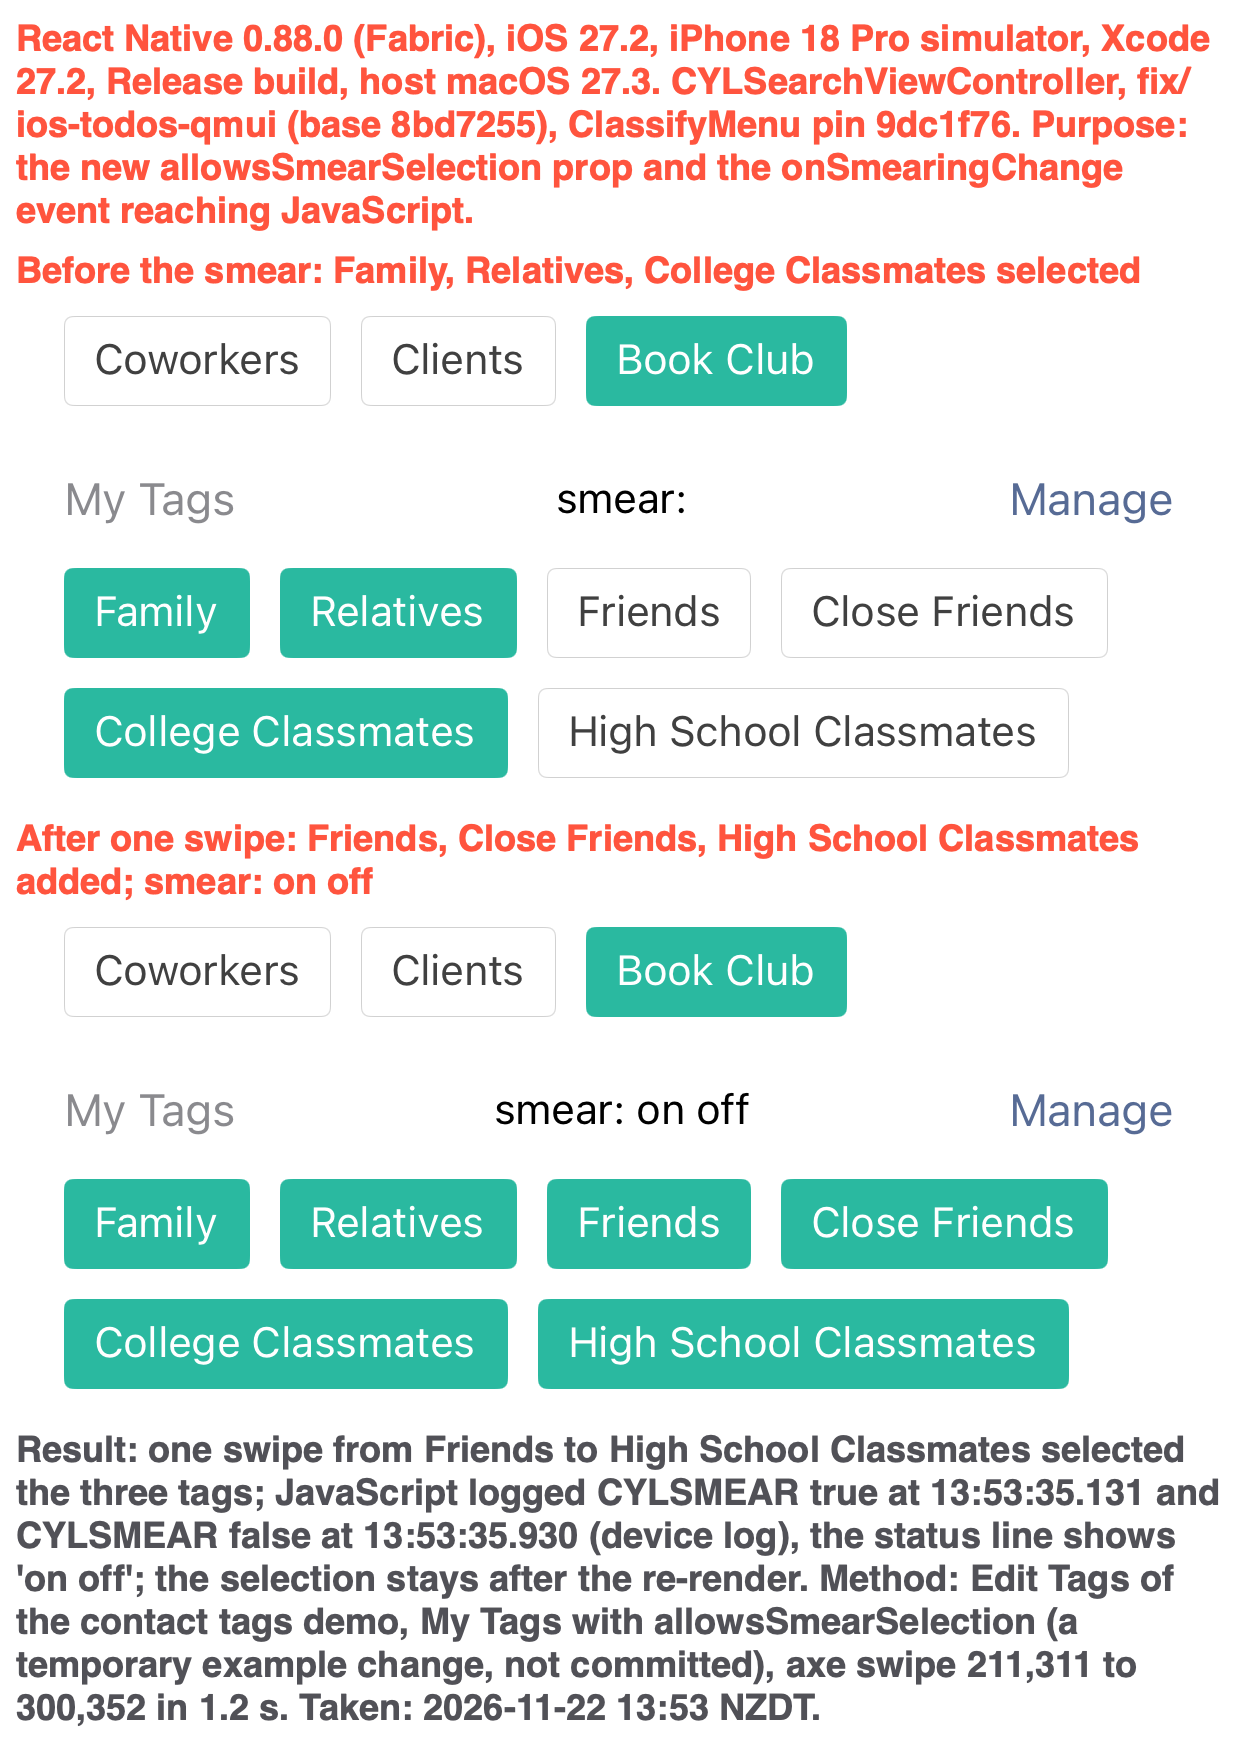 React Native 0.88.0 (Fabric), iOS 27.2, iPhone 18 Pro simulator, Xcode
27.2, Release build, host macOS 27.3. CYLSearchViewController, fix/
ios-todos-qmui (base 8bd7255), ClassifyMenu pin 9dc1f76. Purpose:
the new allowsSmearSelection prop and the onSmearingChange
event reaching JavaScript.
Before the smear: Family, Relatives, College Classmates selected
Coworkers Clients Book Club
My Tags smear: Manage
Family Relatives Friends Close Friends
College Classmates High School Classmates
After one swipe: Friends, Close Friends, High School Classmates
added; smear: on off
Coworkers Clients Book Club
My Tags smear: on off Manage
Family Relatives Friends Close Friends
College Classmates High School Classmates
Result: one swipe from Friends to High School Classmates selected
the three tags; JavaScript logged CYLSMEAR true at 13:53:35.131 and
CYLSMEAR false at 13:53:35.930 (device log), the status line shows
'on off'; the selection stays after the re-render. Method: Edit Tags of
the contact tags demo, My Tags with allowsSmearSelection (a
temporary example change, not committed), axe swipe 211,311 to
300,352 in 1.2 s. Taken: 2026-11-22 13:53 NZDT.